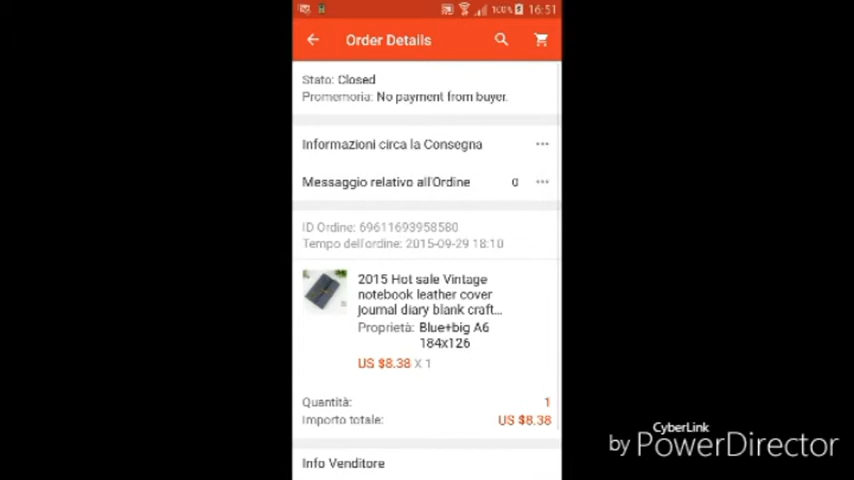 100% 16:51
Order Details
Stato: Closed
Promemoria: No payment from buyer.
Informazioni circa la Consegna
Messaggio relativo all'Ordine 0
ID Ordine: 69611693958580
Tempo dell'ordine: 2015-09-29 18:10
2015 Hot sale Vintage
notebook leather cover
journal diary blank craft...
Proprietà: Blue+big A6
184x126
US $8.38 X 1
Quantità: 1
Importo totale: US $8.38
Info Venditore
CyberLink
by PowerDirector